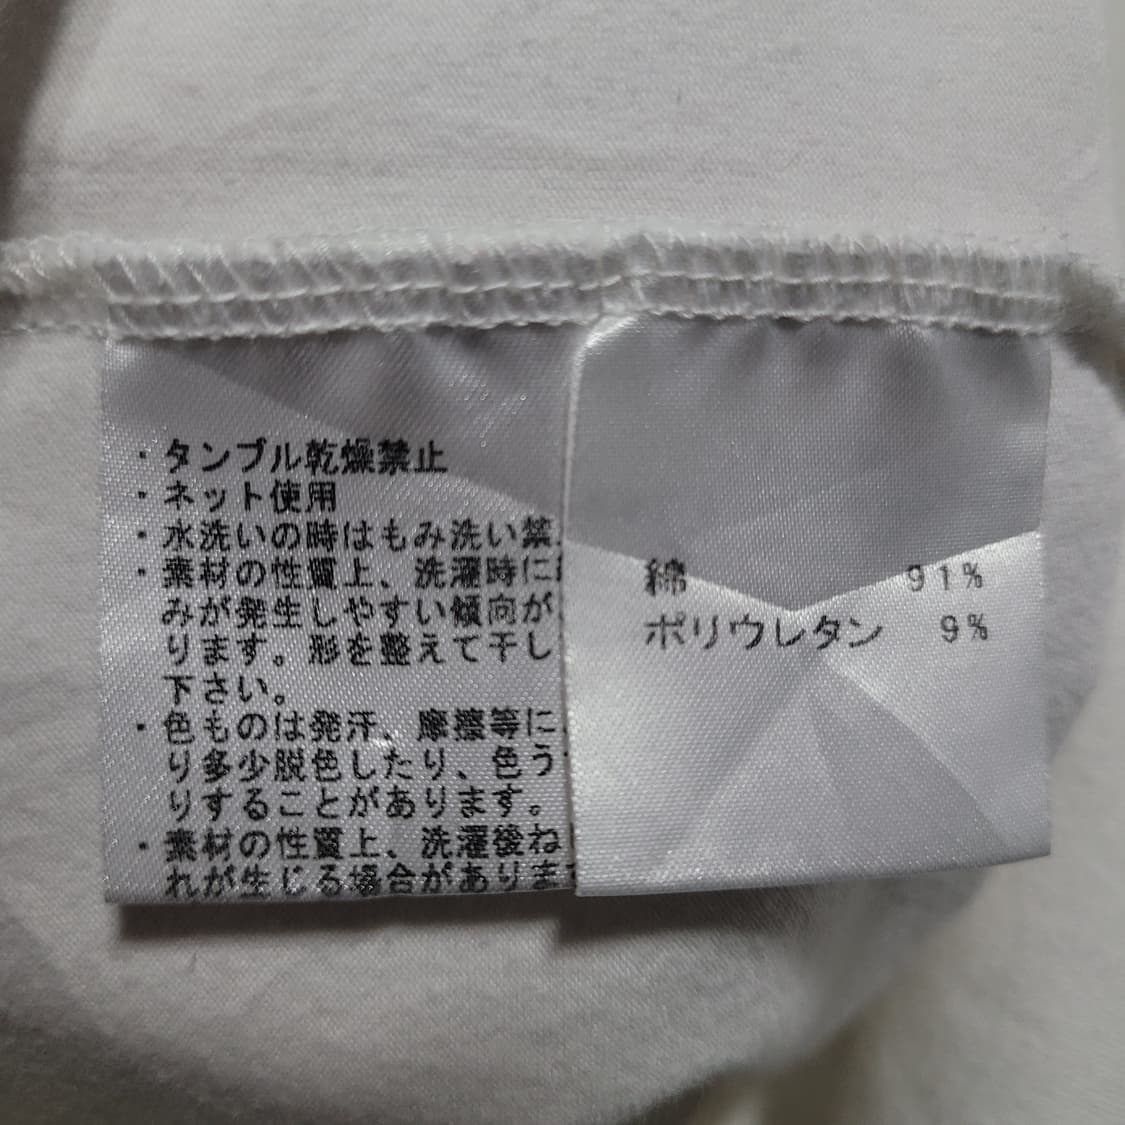 ・タンブル乾燥禁止
・ネット使用
・水洗いの時はもみ洗い禁
・素材の性質上、洗濯時に
みが発生しやすい傾向が
ります。形を整えて干し
下さい。
・色ものは発汗、摩擦等に
り多少脱色したり、色う
りすることがあります。
・素材の性質上、洗濯後ね
れが生じる場合があります
綿 91%
ポリウレタン 9%